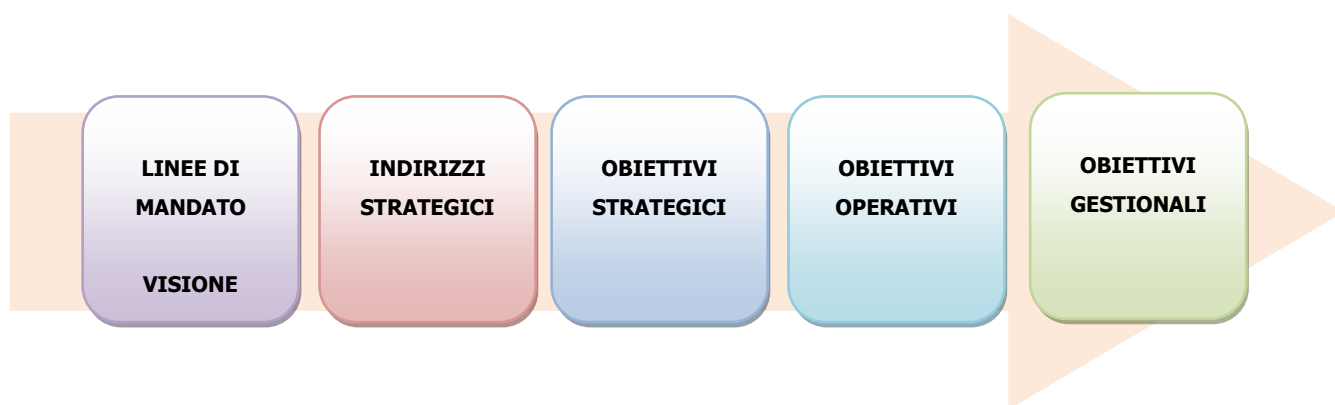 LINEE DI
MANDATO
VISIONE
INDIRIZZI
STRATEGICI
OBIETTIVI
STRATEGICI
OBIETTIVI
OPERATIVI
OBIETTIVI
GESTIONALI